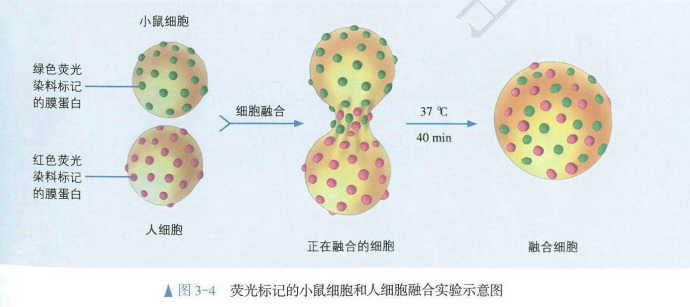 小鼠细胞
绿色荧光
染料标记
的膜蛋白
红色荧光
染料标记
的膜蛋白
人细胞
细胞融合
正在融合的细胞
37 ℃
40 min
融合细胞
▲ 图 3-4 荧光标记的小鼠细胞和人细胞融合实验示意图